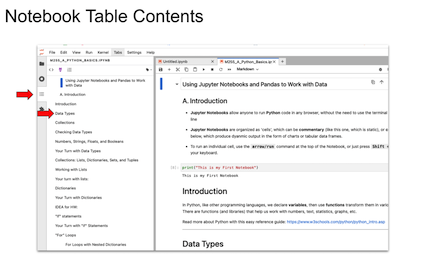 Notebook Table Contents
File Edit View Run Kernel Tabs Settings Help
M05E_A_PYTHON_BASICS.IPYNB
Untitled.ipynb
M05E_A_Python_Basics.ip
Markdown
Using Jupyter Notebooks and Pandas to Work with Data
A. Introduction
Introduction
Data Types
Collections
Checking Data Types
Numbers, Strings, Floats, and Booleans
Your Turn with Data Types
Collections: Lists, Dictionaries, Sets, and Tuples
Working with Lists
Your turn with lists.
Dictionaries
Your Turn with Dictionaries
IDEA for HW:
"If" statements
Your Turn with "If" Statements
"For" Loops
For Loops with Nested Dictionaries
Using Jupyter Notebooks and Pandas to Work with Data
A. Introduction
Jupyter Notebooks allow anyone to run Python code in any browser, without the need to use the terminal
line
Jupyter Notebooks are organized as 'cells', which can be commentary (like this one, which is static), or
below, which produce dynamic output in the form of charts or tabular data frames.
To run an individual cell, use the arrow/run command at the top of the notebook, or just press Shift
your keyboard.
print("This is my First Notebook")
This is my First Notebook
Introduction
In Python, like other programming languages, we declare variables, then use functions transform them in
There are functions (and libraries) that help us work with numbers, text, statistics, graphs, etc.
Read more about Python with this easy reference guide: https://www.w3schools.com/python/python_intro.asp
Data Types